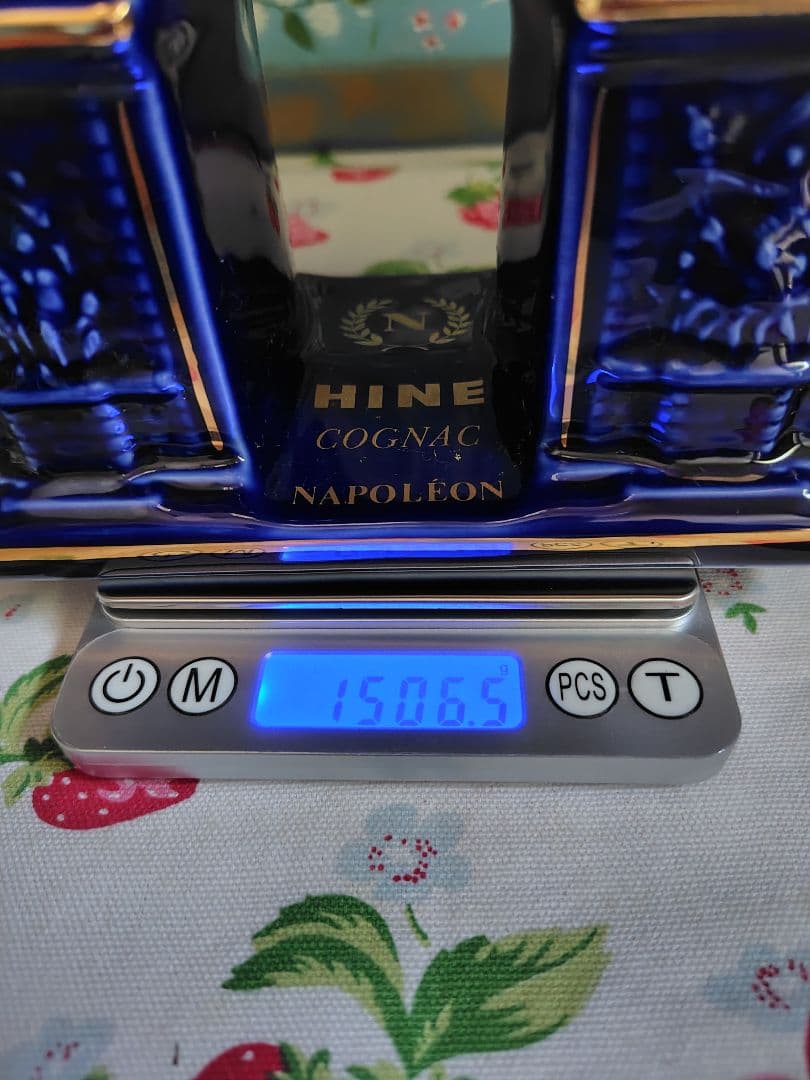 N
HINE
COGNAC
NAPOLÉON
g
M 1506.5 PCS T